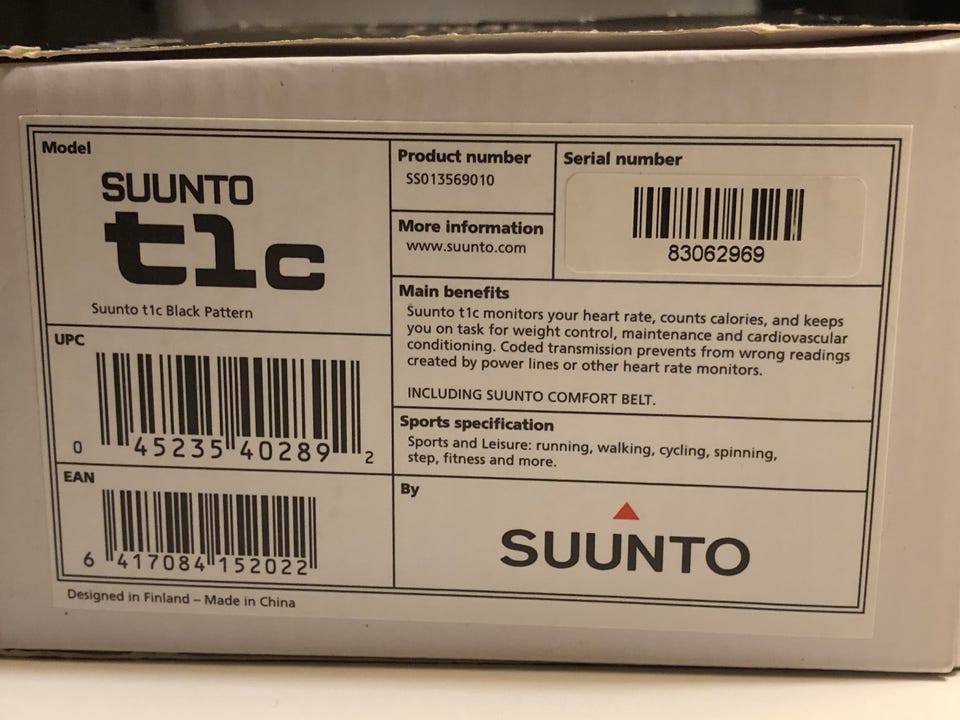 Model
SUUNTO
t1c
Suunto t1c Black Pattern
Product number
SS013569010
More information
www.suunto.com
Serial number
83062969
Main benefits
Suunto t1c monitors your heart rate, counts calories, and keeps
you on task for weight control, maintenance and cardiovascular
conditioning. Coded transmission prevents from wrong readings
created by power lines or other heart rate monitors.
INCLUDING SUUNTO COMFORT BELT.
UPC
0 45235 40289 2
EAN
6 417084 152022
Sports specification
Sports and Leisure: running, walking, cycling, spinning,
step, fitness and more.
By
SUUNTO
Designed in Finland – Made in China